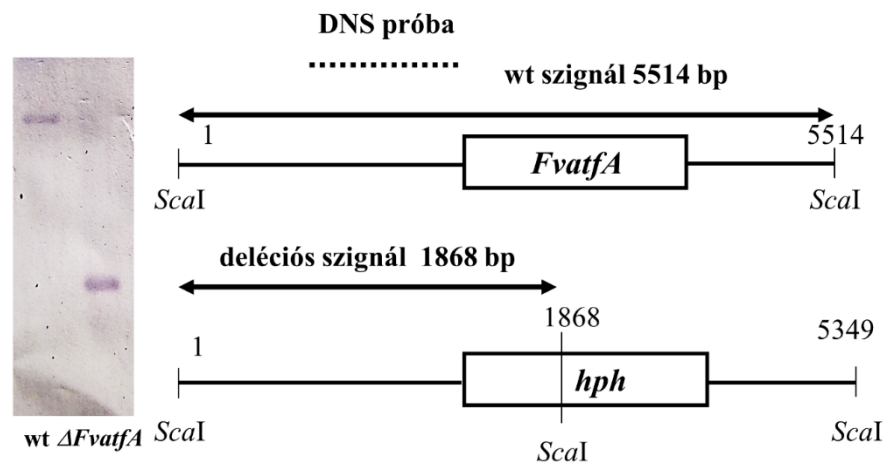 DNS próba
wt szignál 5514 bp
1 5514
FvatfA
ScaI ScaI
deléciós szignál 1868 bp
1868
1 5349
hph
wt ΔFvatfA ScaI ScaI
ScaI